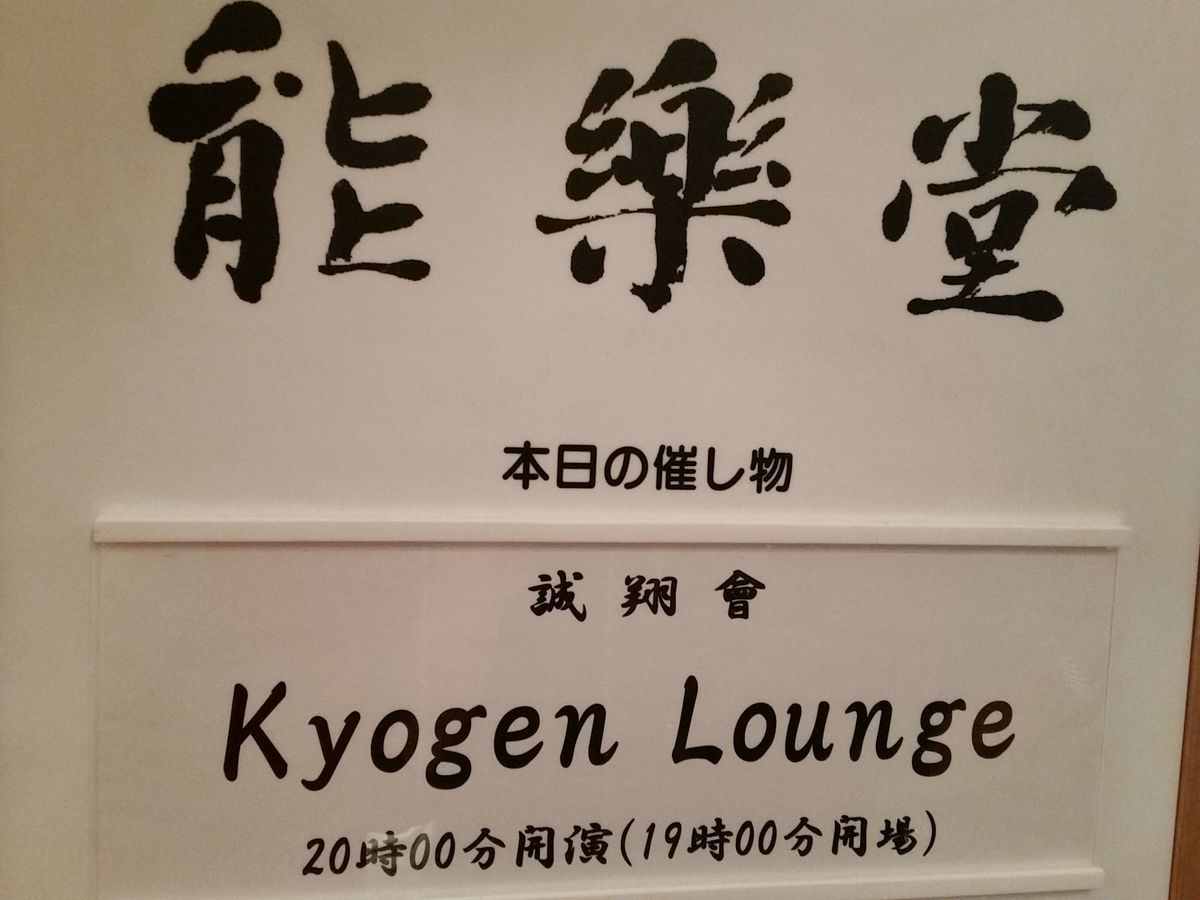 能樂堂
本日の催し物
誠翔會
Kyogen Lounge
20時00分開演(19時00分開場)